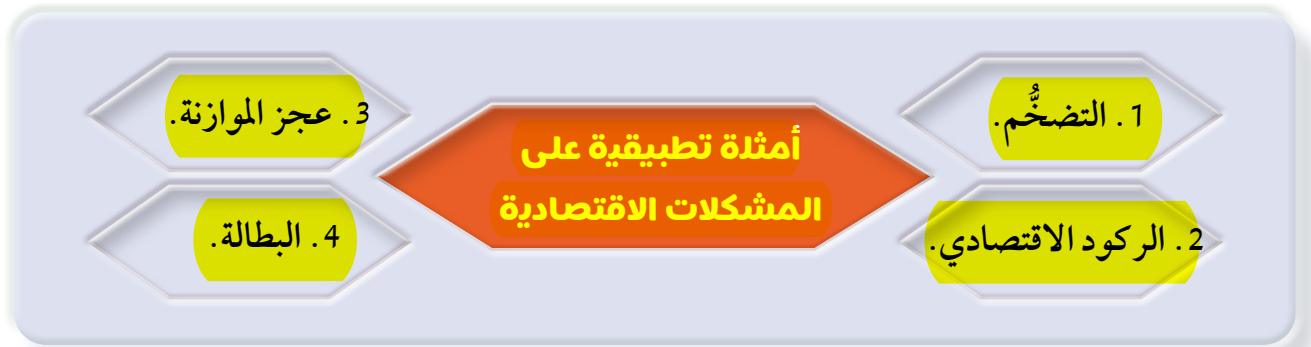 أمثلة تطبيقية على
المشكلات الاقتصادية
1. التضخُّم.
2. الركود الاقتصادي.
3. عجز الموازنة.
4. البطالة.